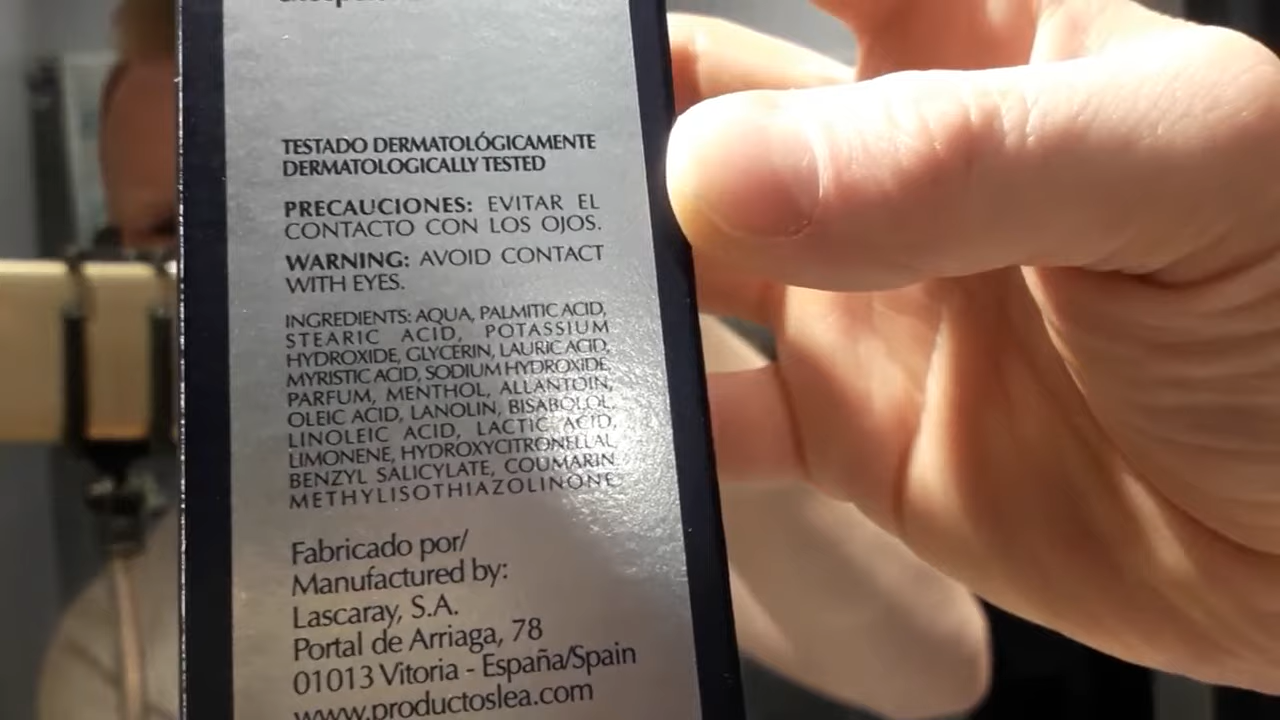 TESTADO DERMATOLÓGICAMENTE
DERMATOLOGICALLY TESTED
PRECAUCIONES: EVITAR EL
CONTACTO CON LOS OJOS.
WARNING: AVOID CONTACT
WITH EYES.
INGREDIENTS: AQUA, PALMITIC ACID,
STEARIC ACID, POTASSIUM
HYDROXIDE, GLYCERIN, LAURIC ACID,
MYRISTIC ACID, SODIUM HYDROXIDE,
PARFUM, MENTHOL, ALLANTOIN,
OLEIC ACID, LANOLIN, BISABOLOL,
LINOLEIC ACID, LACTIC ACID,
LIMONENE, HYDROXYCITRONELLAL,
BENZYL SALICYLATE, COUMARIN
METHYLISOTHIAZOLINONE
Fabricado por/
Manufactured by:
Lascaray, S.A.
Portal de Arriaga, 78
01013 Vitoria - España/Spain
www.productoslea.com